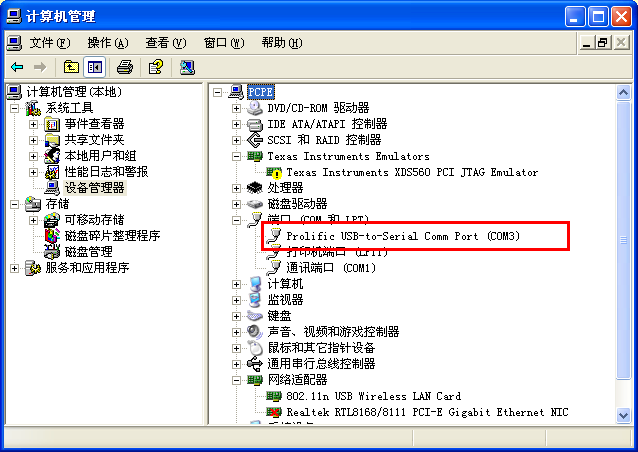 计算机管理
文件(F) 操作(A) 查看(V) 窗口(W) 帮助(H)
计算机管理(本地)
系统工具
事件查看器
共享文件夹
本地用户和组
性能日志和警报
设备管理器
存储
可移动存储
磁盘碎片整理程序
磁盘管理
服务和应用程序
PCPE
DVD/CD-ROM 驱动器
IDE ATA/ATAPI 控制器
SCSI 和 RAID 控制器
Texas Instruments Emulators
Texas Instruments XDS560 PCI JTAG Emulator
处理器
磁盘驱动器
端口 (COM 和 LPT)
Prolific USB-to-Serial Comm Port (COM3)
打印机端口 (LPT1)
通讯端口 (COM1)
计算机
监视器
键盘
声音、视频和游戏控制器
鼠标和其它指针设备
通用串行总线控制器
网络适配器
802.11n USB Wireless LAN Card
Realtek RTL8168/8111 PCI-E Gigabit Ethernet NIC